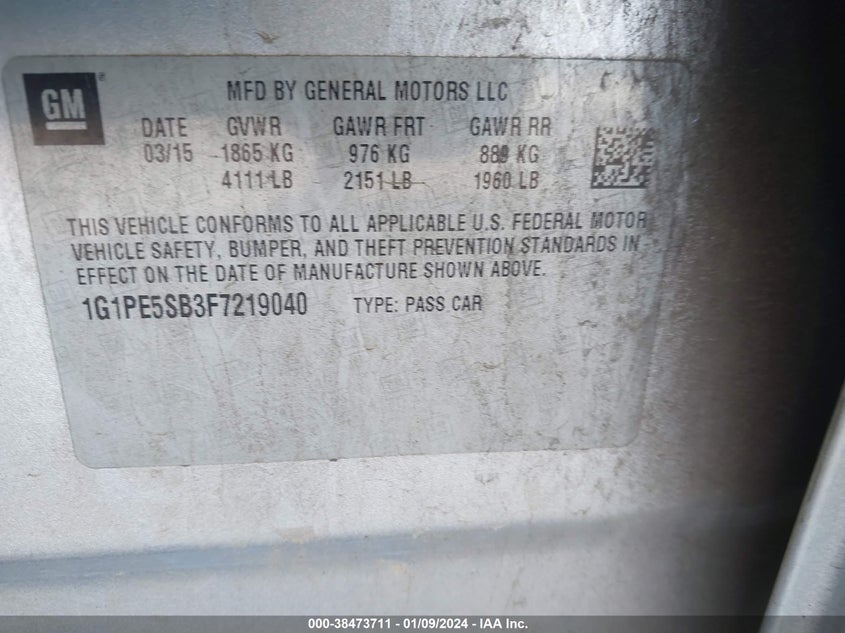 GM ®
MFD BY GENERAL MOTORS LLC
DATE GVWR GAWR FRT GAWR RR
03/15 1865 KG 976 KG 889 KG
4111 LB 2151 LB 1960 LB
THIS VEHICLE CONFORMS TO ALL APPLICABLE U.S. FEDERAL MOTOR
VEHICLE SAFETY, BUMPER, AND THEFT PREVENTION STANDARDS IN
EFFECT ON THE DATE OF MANUFACTURE SHOWN ABOVE.
1G1PE5SB3F7219040 TYPE: PASS CAR
000-38473711 - 01/09/2024 - IAA Inc.